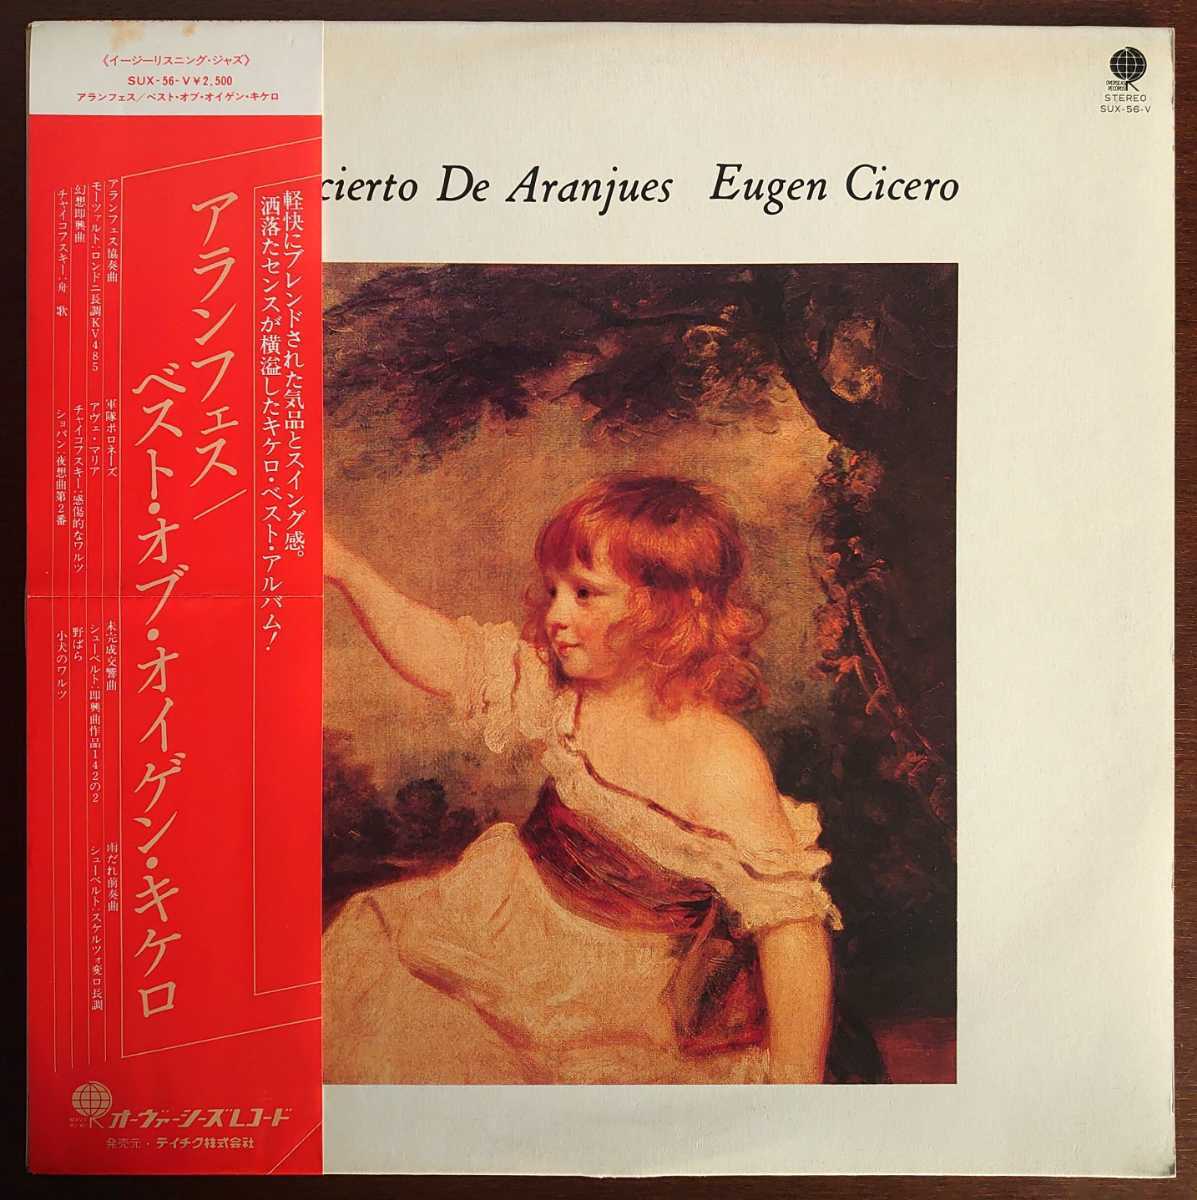 《イージーリスニング・ジャズ》
SUX-56-V￥2,500
アランフェス／ベスト・オブ・オイゲン・キケロ
軽快にブレンドされた気品とスイング感。
洒落たセンスが横溢したキケロ・ベスト・アルバム！
アランフェス／
ベスト・オブ・オイゲン・キケロ
アランフェス協奏曲
軍隊ポロネーズ
未完成交響曲
雨だれ前奏曲
モーツァルト:ロンドニ長調KV485
アヴェ・マリア
シューベルト:即興曲作品142の2
シューベルト:スケルツォ変ロ長調
幻想即興曲
チャイコフスキー:感傷的なワルツ
野ばら
チャイコフスキー:舟 歌
ショパン:夜想曲第2番
小犬のワルツ
オーヴァーシーズレコード
発売元・テイチク株式会社
cierto De Aranjues Eugen Cicero
OVERSEAS
RECORDS
STEREO
SUX-56-V